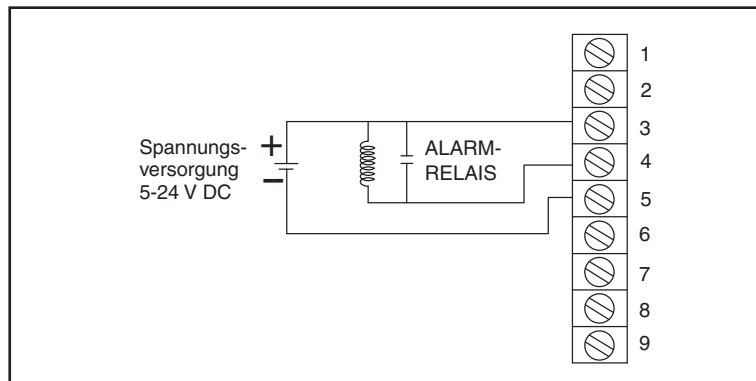 Spannungs-
versorgung
5-24 V DC
+
−
ALARM-
RELAIS
1
2
3
4
5
6
7
8
9